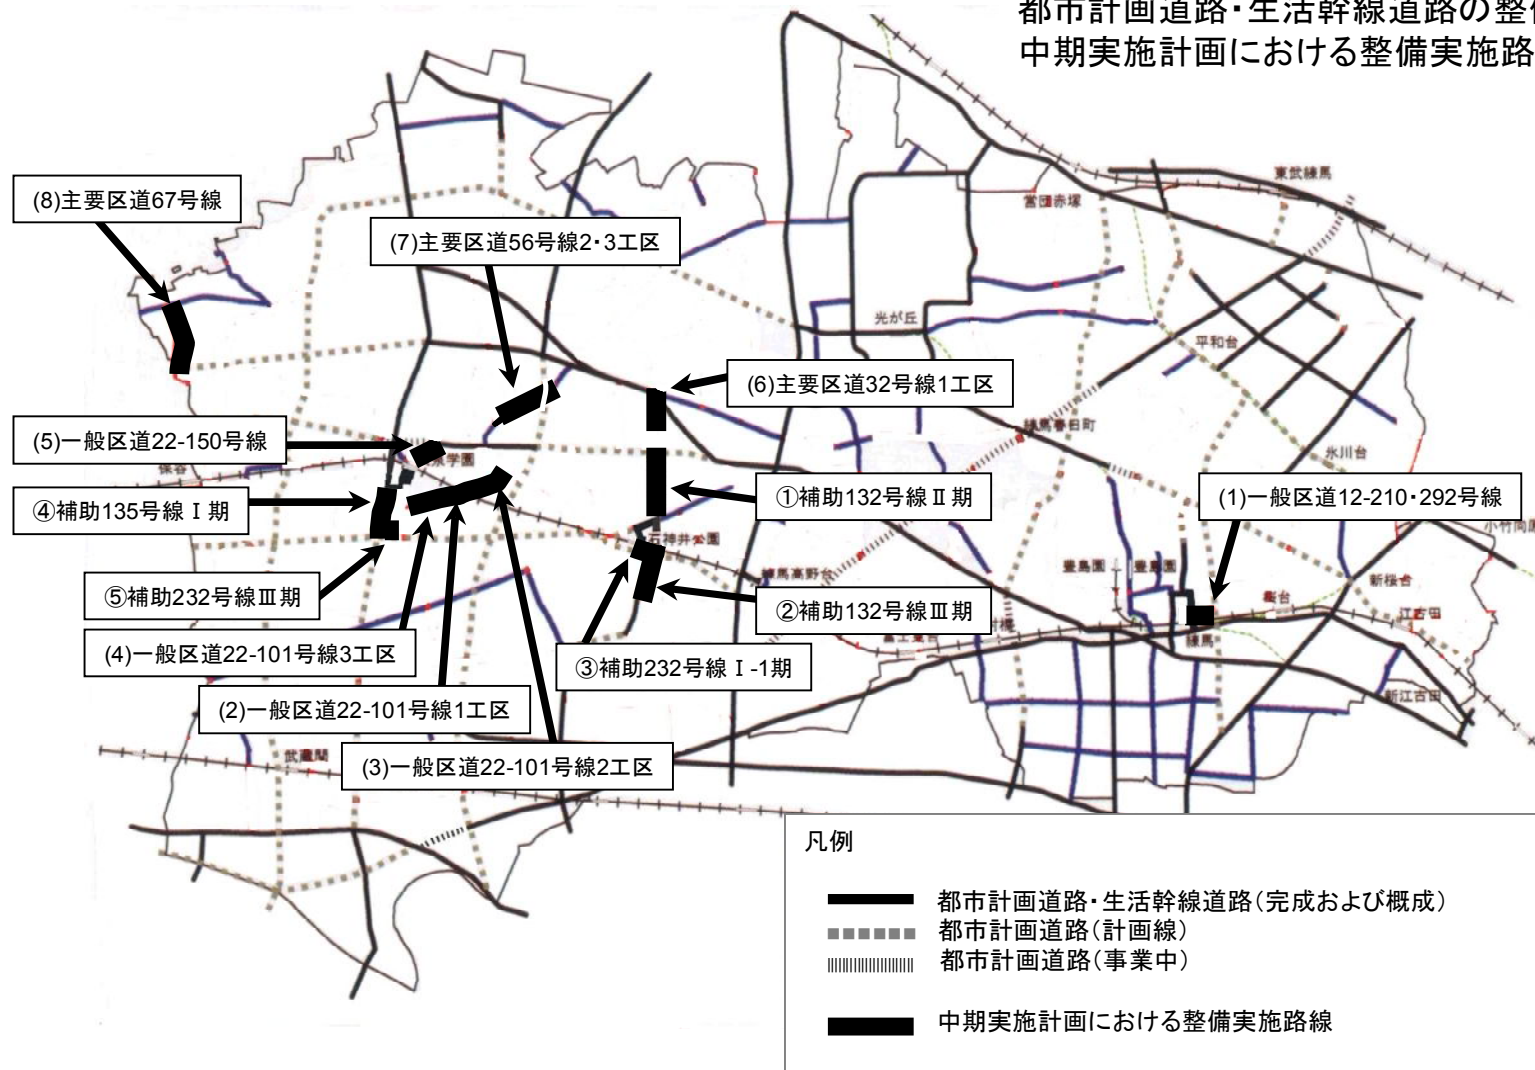 都市計画道路・生活幹線道路の整
中期実施計画における整備実施路
(8)主要区道67号線
(7)主要区道56号線2・3工区
東武練馬
営団赤塚
光が丘
平和台
(6)主要区道32号線1工区
練馬春日町
氷川台
(5)一般区道22-150号線
泉学園
保谷
④補助135号線Ⅰ期
①補助132号線Ⅱ期
(1)一般区道12-210・292号線
小竹向原
石神井公園
練馬高野台
豊島園
豊島園
新桜台
桜台
江古田
⑤補助232号線Ⅲ期
②補助132号線Ⅲ期
富士見台
練馬
(4)一般区道22-101号線3工区
③補助232号線Ⅰ-1期
新江古田
(2)一般区道22-101号線1工区
武蔵関
(3)一般区道22-101号線2工区
凡例
都市計画道路・生活幹線道路(完成および概成)
都市計画道路(計画線)
都市計画道路(事業中)
中期実施計画における整備実施路線